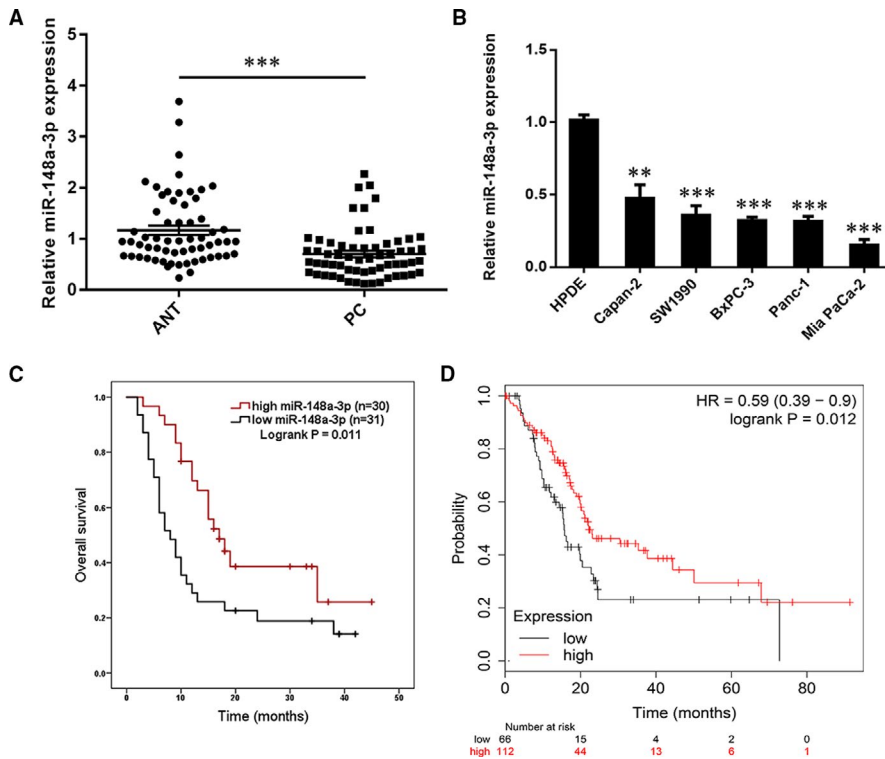 A
Relative miR-148a-3p expression
5
4
3
2
1
0
***
ANT
PC
B
Relative miR-148a-3p expression
1.5
1.0
0.5
0.0
**
***
***
***
***
HPDE
Capan-2
SW1990
BxPC-3
Panc-1
Mia PaCa-2
C
Overall survival
1.0
0.8
0.6
0.4
0.2
0.0
high miR-148a-3p (n=30)
low miR-148a-3p (n=31)
Logrank P = 0.011
0 10 20 30 40 50
Time (months)
D
Probability
1.0
0.8
0.6
0.4
0.2
0.0
HR = 0.59 (0.39 − 0.9)
logrank P = 0.012
Expression
low
high
0 20 40 60 80
Time (months)
Number at risk
low 66 15 4 2 0
high 112 44 13 6 1